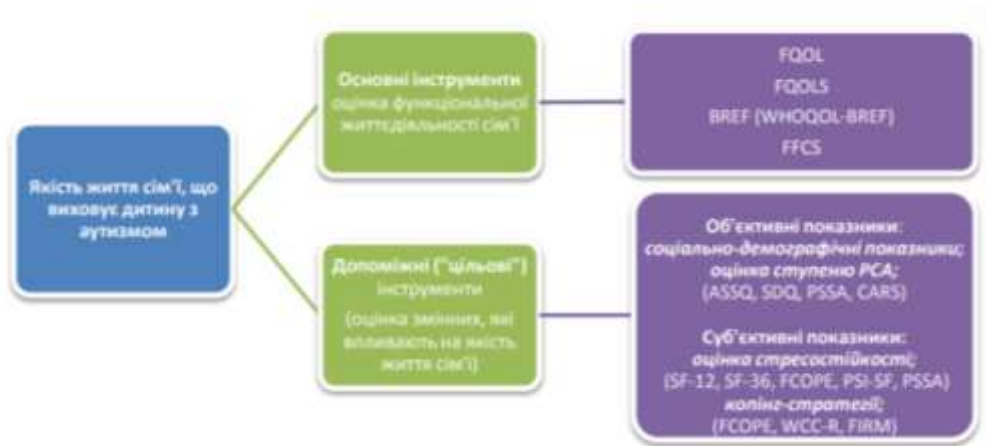 Якість життя сім'ї, що
виховує дитину з
аутизмом
Основні інструменти
оцінка функціональної
життєдіяльності сім'ї
FQOL
FQOLS
BREF (WHOQOL-BREF)
FFCS
Допоміжні ("цільові")
інструменти
(оцінка змінних, які
впливають на якість
життя сім'ї)
Об'єктивні показники:
соціально-демографічні показники;
оцінка ступеню РСА;
(ASSQ, SDQ, PSSA, CARS)
Суб'єктивні показники:
оцінка стресостійкості;
(SF-12, SF-36, FCOPE, PSI-SF, PSSA)
копінг-стратегії;
(FCOPE, WCC-R, FIRM)